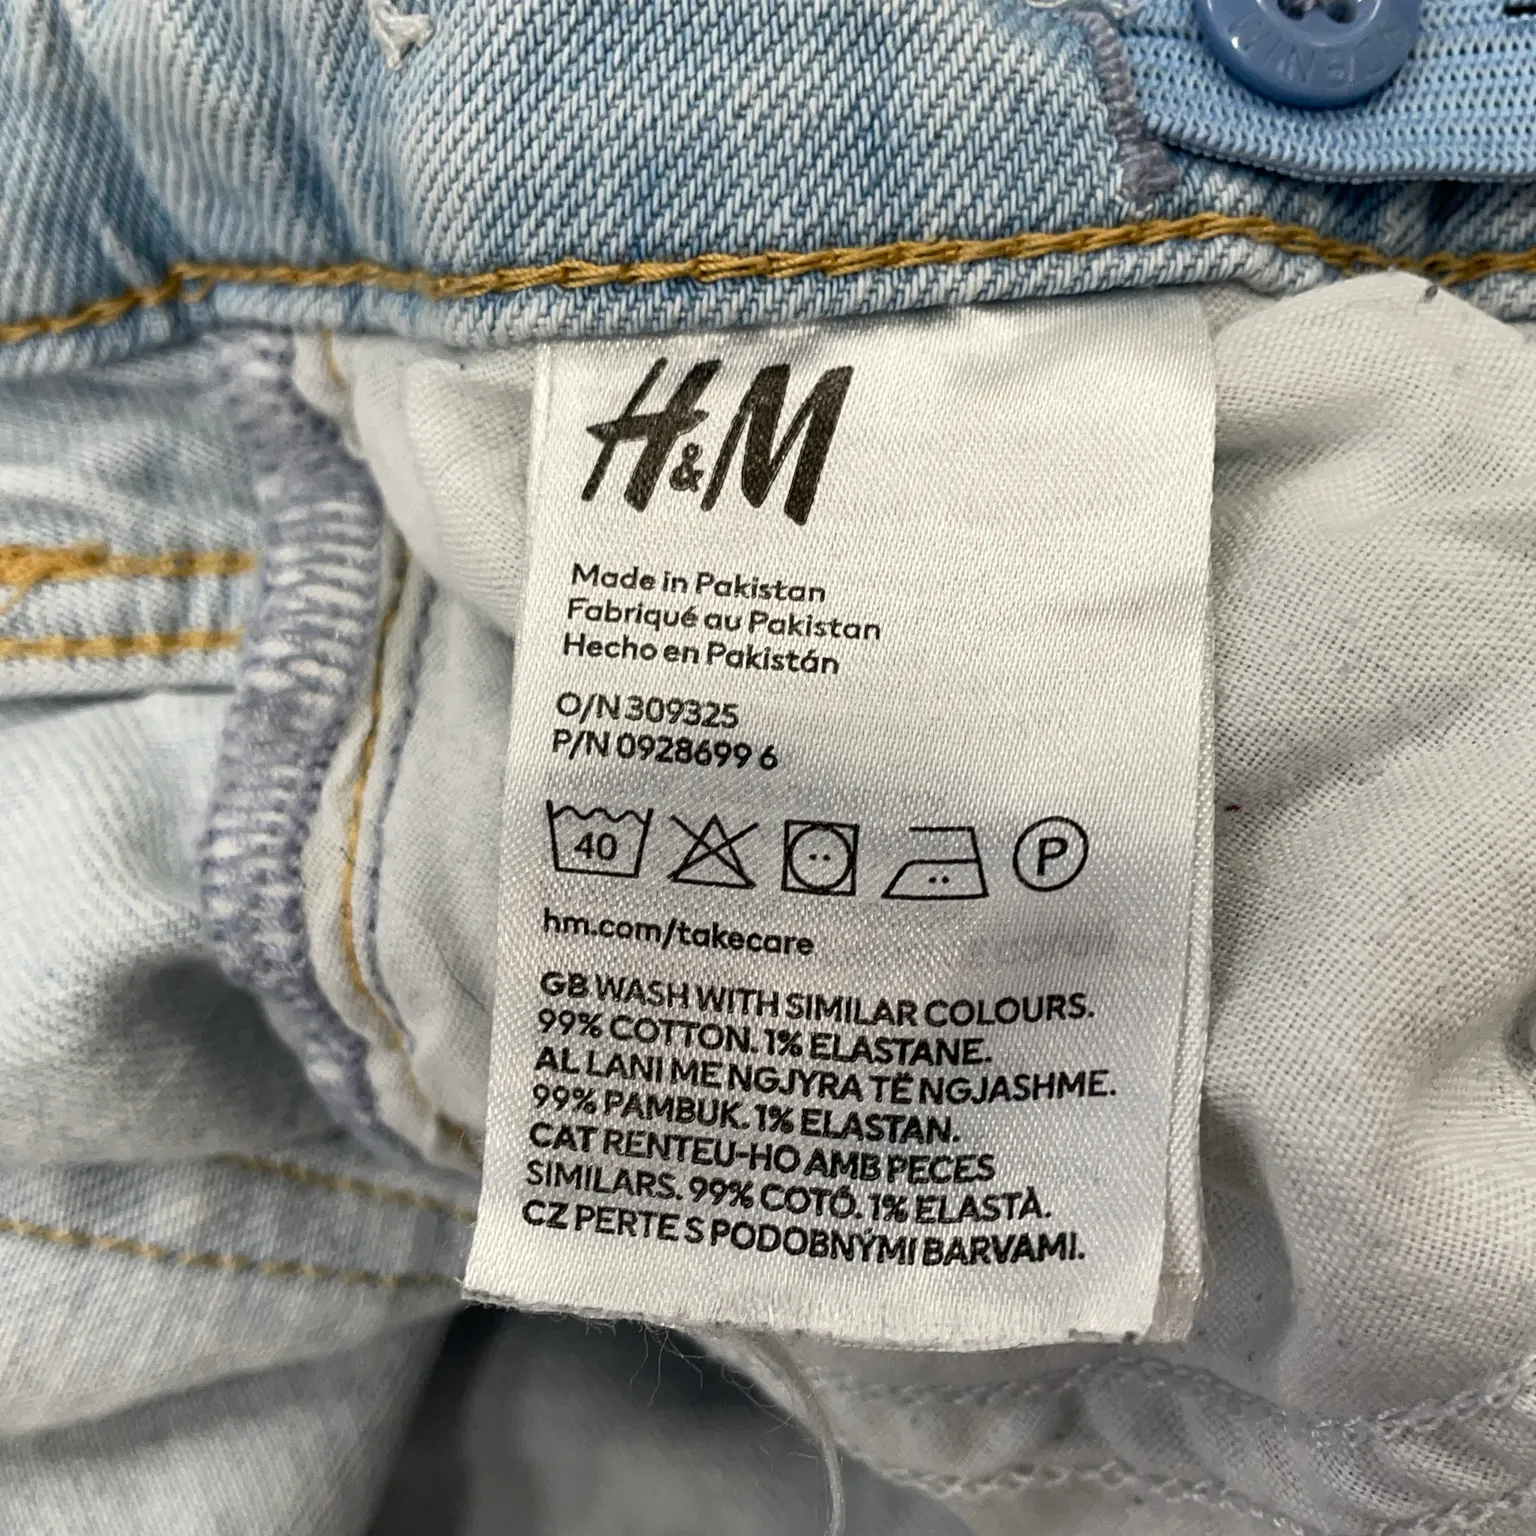 H&M
Made in Pakistan
Fabriqué au Pakistan
Hecho en Pakistán
O/N 309325
P/N 0928699 6
40
P
hm.com/takecare
GB WASH WITH SIMILAR COLOURS.
99% COTTON. 1% ELASTANE.
AL LANI ME NGJYRA TË NGJASHME.
99% PAMBUK. 1% ELASTAN.
CAT RENTEU-HO AMB PECES
SIMILARS. 99% COTÓ. 1% ELASTÀ.
CZ PERTE S PODOBNÝMI BARVAMI.